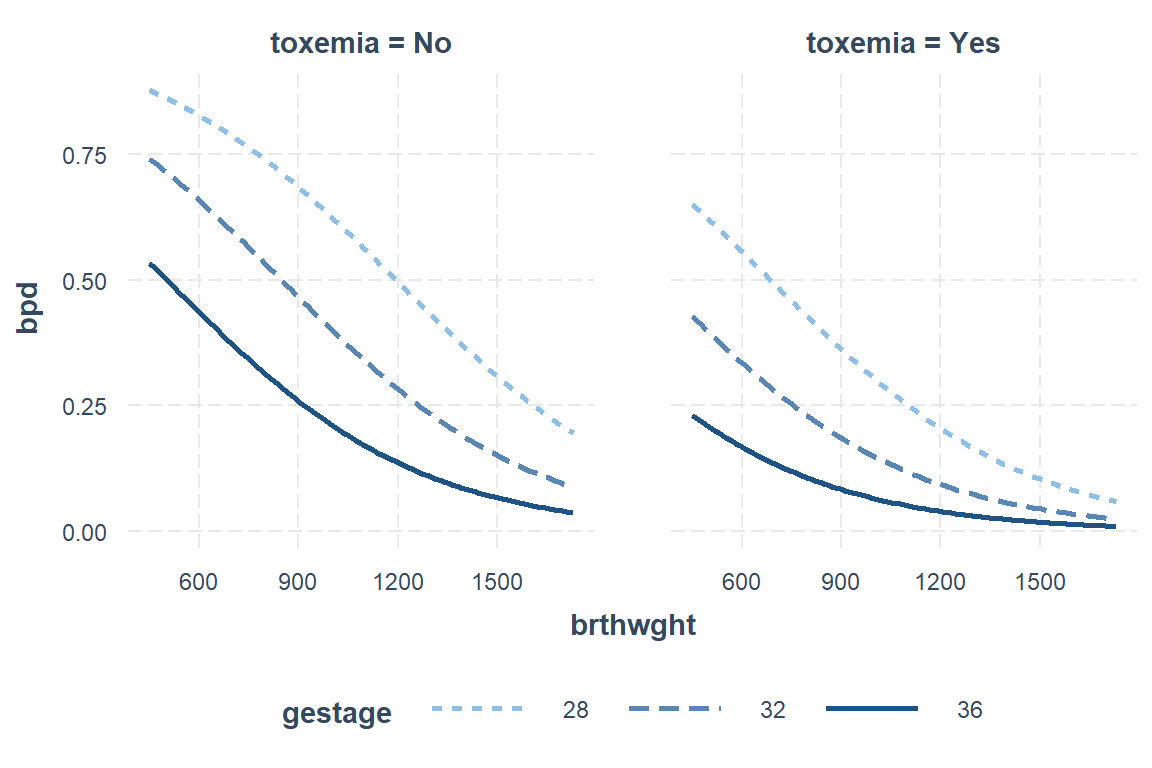 toxemia = No toxemia = Yes
0.75
0.50
0.25
0.00
bpd
600 900 1200 1500 600 900 1200 1500
brthwght
gestage 28 32 36